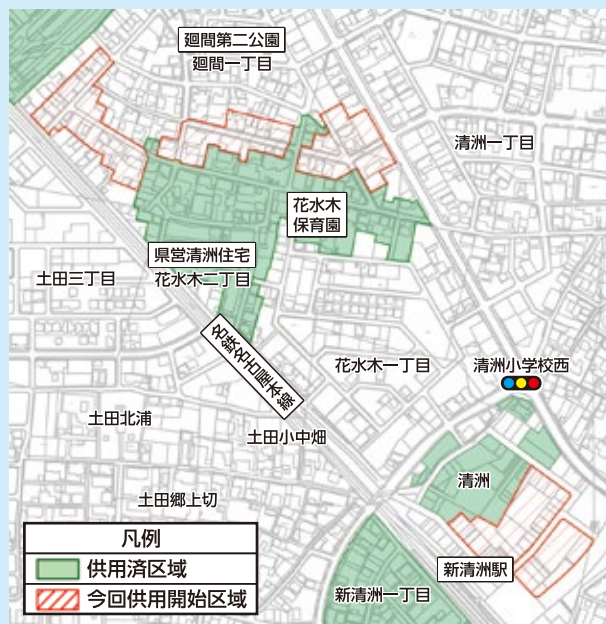 廻間第二公園
廻間一丁目
清洲一丁目
花水木
保育園
県営清洲住宅
花水木二丁目
土田三丁目
名鉄名古屋本線
花水木一丁目
清洲小学校西
土田北浦
土田小中畑
清洲
土田郷上切
新清洲駅
新清洲一丁目
凡例
供用済区域
今回供用開始区域